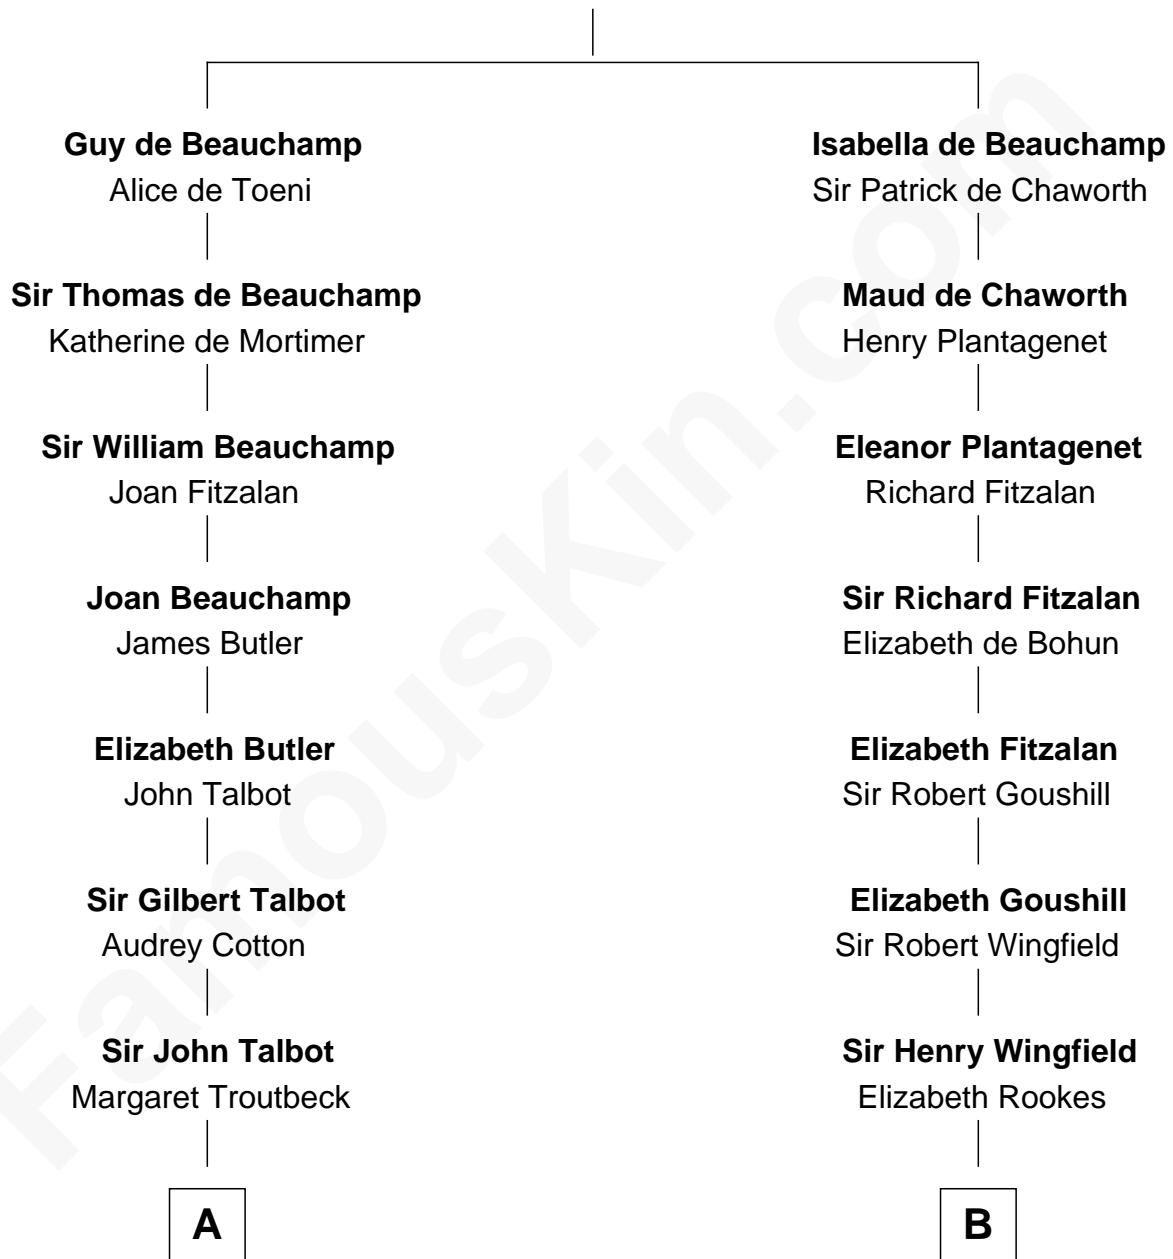 Guy de Beauchamp
Alice de Toeni
Sir Thomas de Beauchamp
Katherine de Mortimer
Sir William Beauchamp
Joan Fitzalan
Joan Beauchamp
James Butler
Elizabeth Butler
John Talbot
Sir Gilbert Talbot
Audrey Cotton
Sir John Talbot
Margaret Troutbeck
A
Isabella de Beauchamp
Sir Patrick de Chaworth
Maud de Chaworth
Henry Plantagenet
Eleanor Plantagenet
Richard Fitzalan
Sir Richard Fitzalan
Elizabeth de Bohun
Elizabeth Fitzalan
Sir Robert Goushill
Elizabeth Goushill
Sir Robert Wingfield
Sir Henry Wingfield
Elizabeth Rookes
B
FamousKin.com